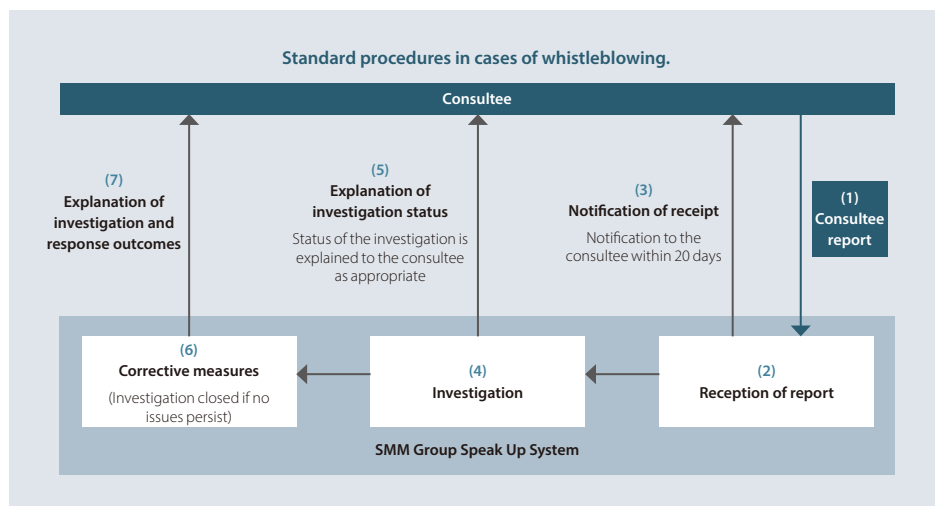 Standard procedures in cases of whistleblowing.
Consultee
(1)
Consultee
report
(2)
Reception of report
(3)
Notification of receipt
Notification to the
consultee within 20 days
(4)
Investigation
(5)
Explanation of
investigation status
Status of the investigation is
explained to the consultee
as appropriate
(6)
Corrective measures
(Investigation closed if no
issues persist)
(7)
Explanation of
investigation and
response outcomes
SMM Group Speak Up System